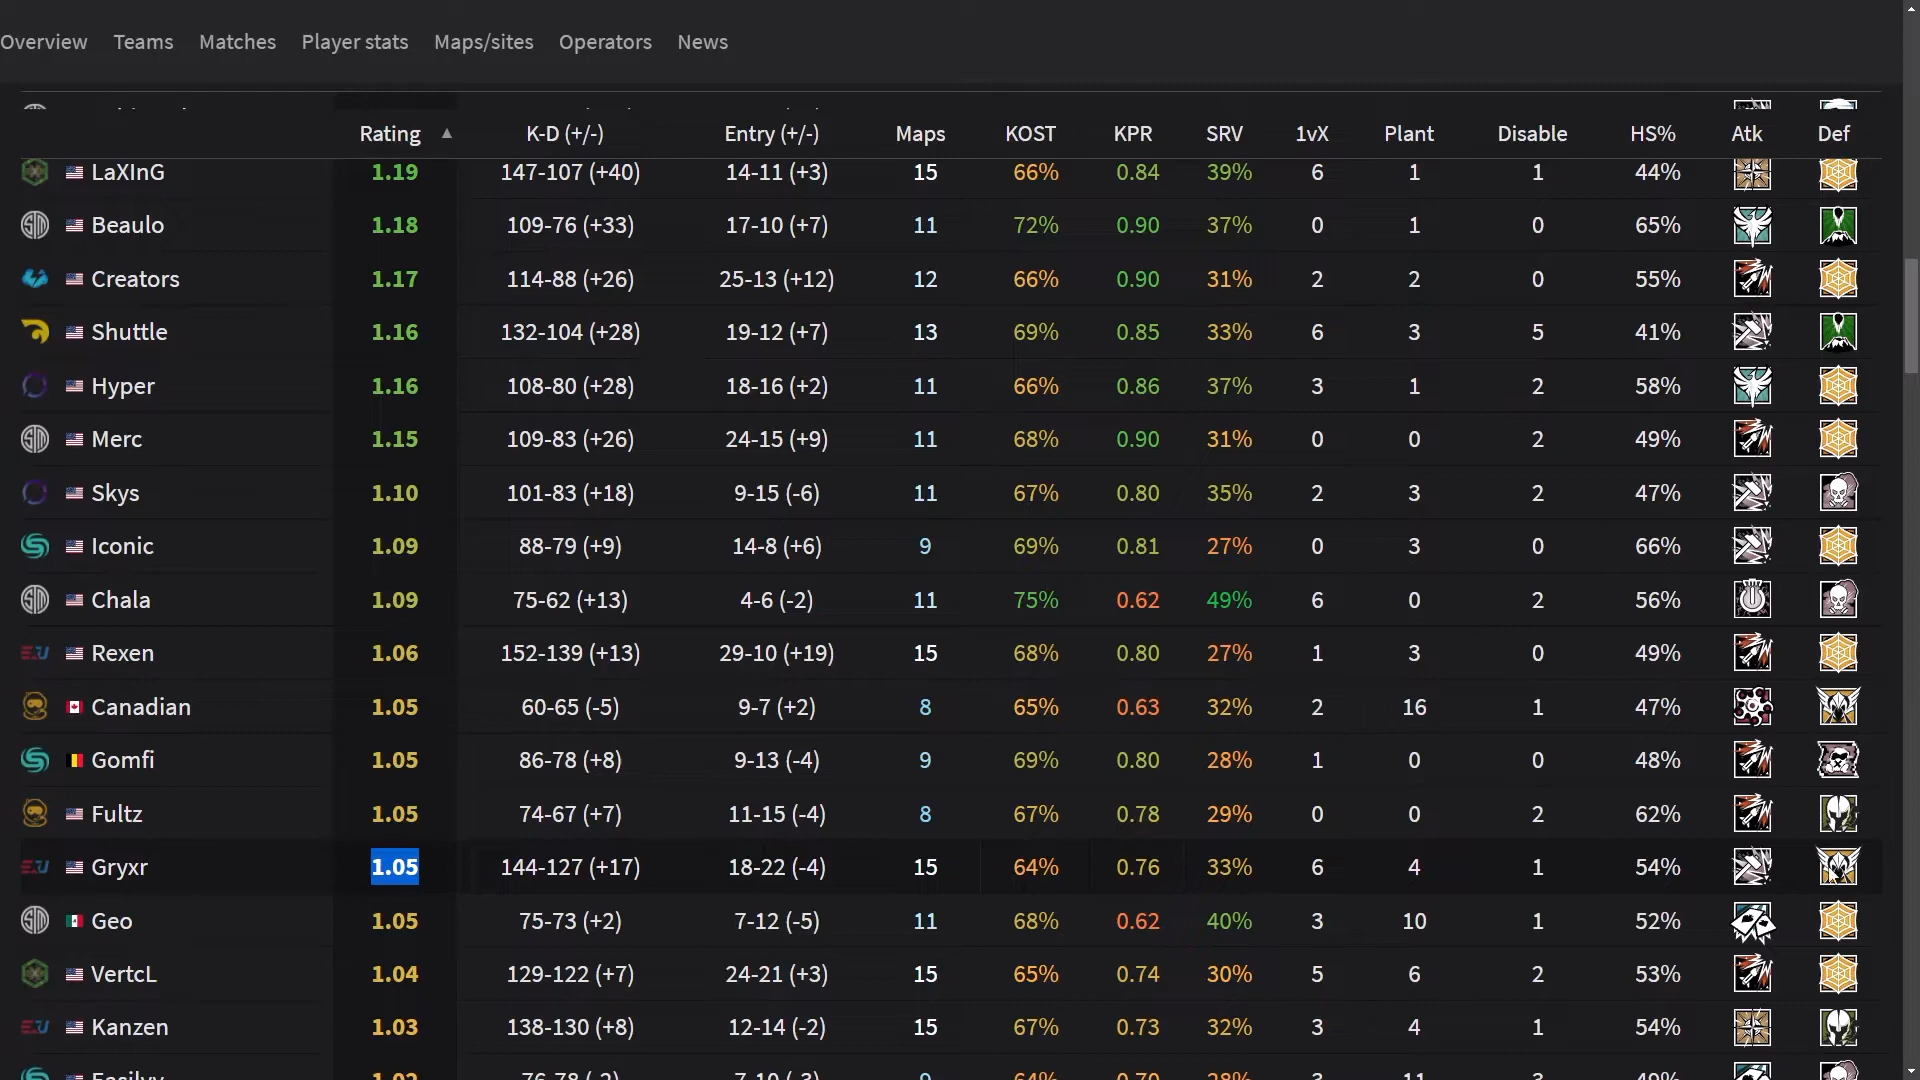 Overview Teams Matches Player stats Maps/sites Operators News
Rating ▲ K-D (+/-) Entry (+/-) Maps KOST KPR SRV 1vX Plant Disable HS% Atk Def
LaXInG 1.19 147-107 (+40) 14-11 (+3) 15 66% 0.84 39% 6 1 1 44%
Beaulo 1.18 109-76 (+33) 17-10 (+7) 11 72% 0.90 37% 0 1 0 65%
Creators 1.17 114-88 (+26) 25-13 (+12) 12 66% 0.90 31% 2 2 0 55%
Shuttle 1.16 132-104 (+28) 19-12 (+7) 13 69% 0.85 33% 6 3 5 41%
Hyper 1.16 108-80 (+28) 18-16 (+2) 11 66% 0.86 37% 3 1 2 58%
Merc 1.15 109-83 (+26) 24-15 (+9) 11 68% 0.90 31% 0 0 2 49%
Skys 1.10 101-83 (+18) 9-15 (-6) 11 67% 0.80 35% 2 3 2 47%
Iconic 1.09 88-79 (+9) 14-8 (+6) 9 69% 0.81 27% 0 3 0 66%
Chala 1.09 75-62 (+13) 4-6 (-2) 11 75% 0.62 49% 6 0 2 56%
Rexen 1.06 152-139 (+13) 29-10 (+19) 15 68% 0.80 27% 1 3 0 49%
Canadian 1.05 60-65 (-5) 9-7 (+2) 8 65% 0.63 32% 2 16 1 47%
Gomfi 1.05 86-78 (+8) 9-13 (-4) 9 69% 0.80 28% 1 0 0 48%
Fultz 1.05 74-67 (+7) 11-15 (-4) 8 67% 0.78 29% 0 0 2 62%
Gryxr 1.05 144-127 (+17) 18-22 (-4) 15 64% 0.76 33% 6 4 1 54%
Geo 1.05 75-73 (+2) 7-12 (-5) 11 68% 0.62 40% 3 10 1 52%
VertcL 1.04 129-122 (+7) 24-21 (+3) 15 65% 0.74 30% 5 6 2 53%
Kanzen 1.03 138-130 (+8) 12-14 (-2) 15 67% 0.73 32% 3 4 1 54%